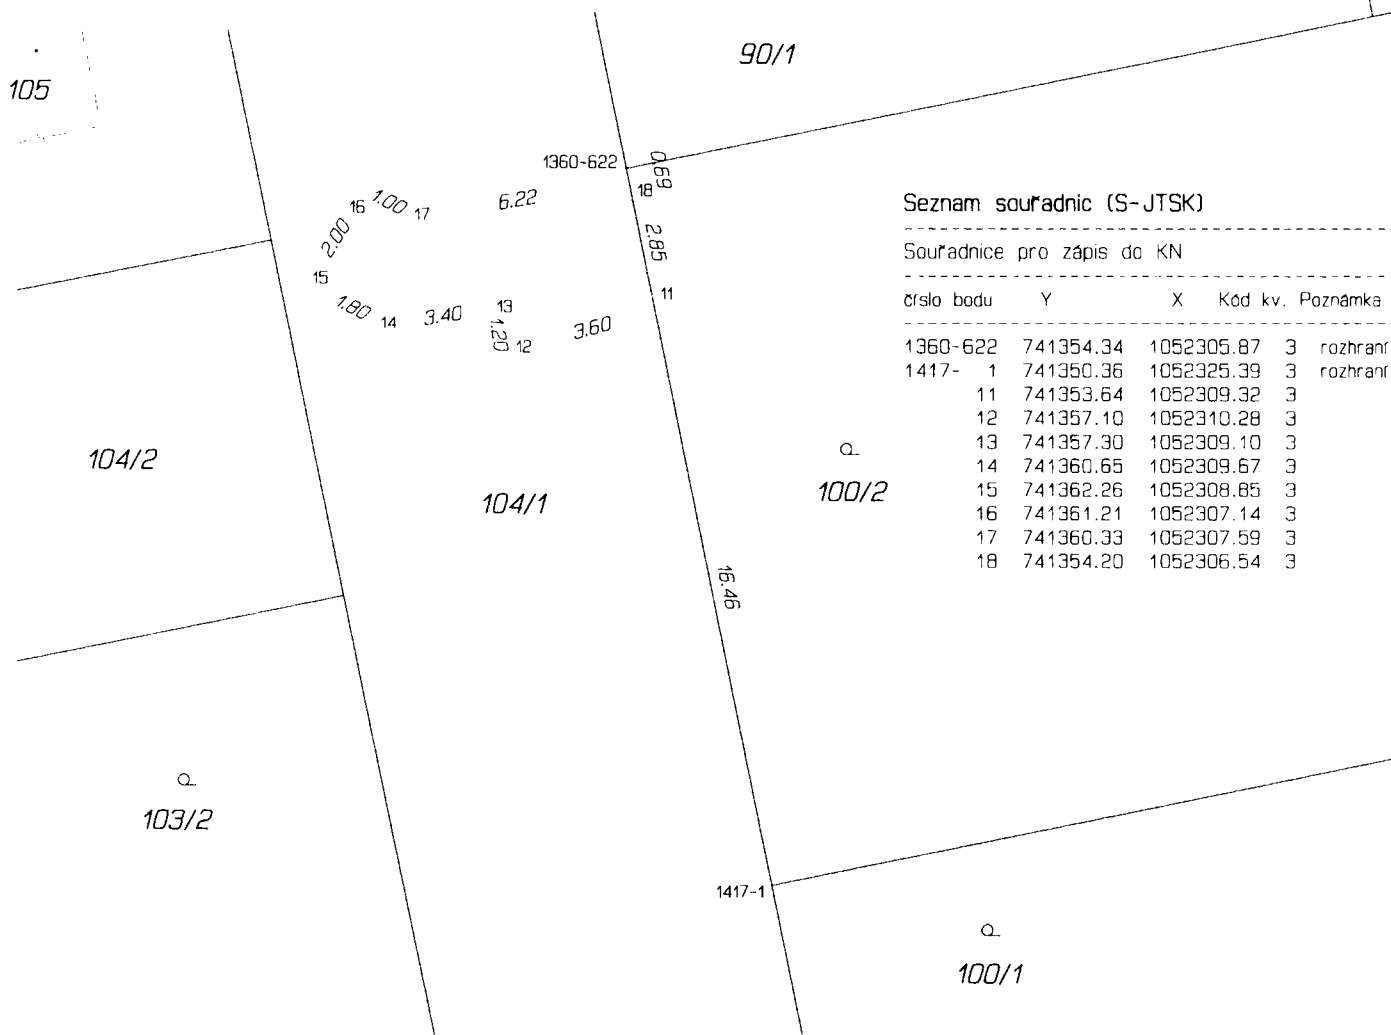 90/1
105
1360-622
0.69
18
16 1.00 17
6.22
2.00
2.85
15
11
1.80 14 3.40 13
1.20 12 3.60
104/2
104/1
100/2
16.46
103/2
1417-1
100/1
Seznam souřadnic (S-JTSK)
Souřadnice pro zápis do KN
číslo bodu Y X Kód kv. Poznámka
1360-622 741354.34 1052305.87 3 rozhraní
1417- 1 741350.36 1052325.39 3 rozhraní
11 741353.64 1052309.32 3
12 741357.10 1052310.28 3
13 741357.30 1052309.10 3
14 741360.65 1052309.67 3
15 741362.26 1052308.85 3
16 741361.21 1052307.14 3
17 741360.33 1052307.59 3
18 741354.20 1052306.54 3